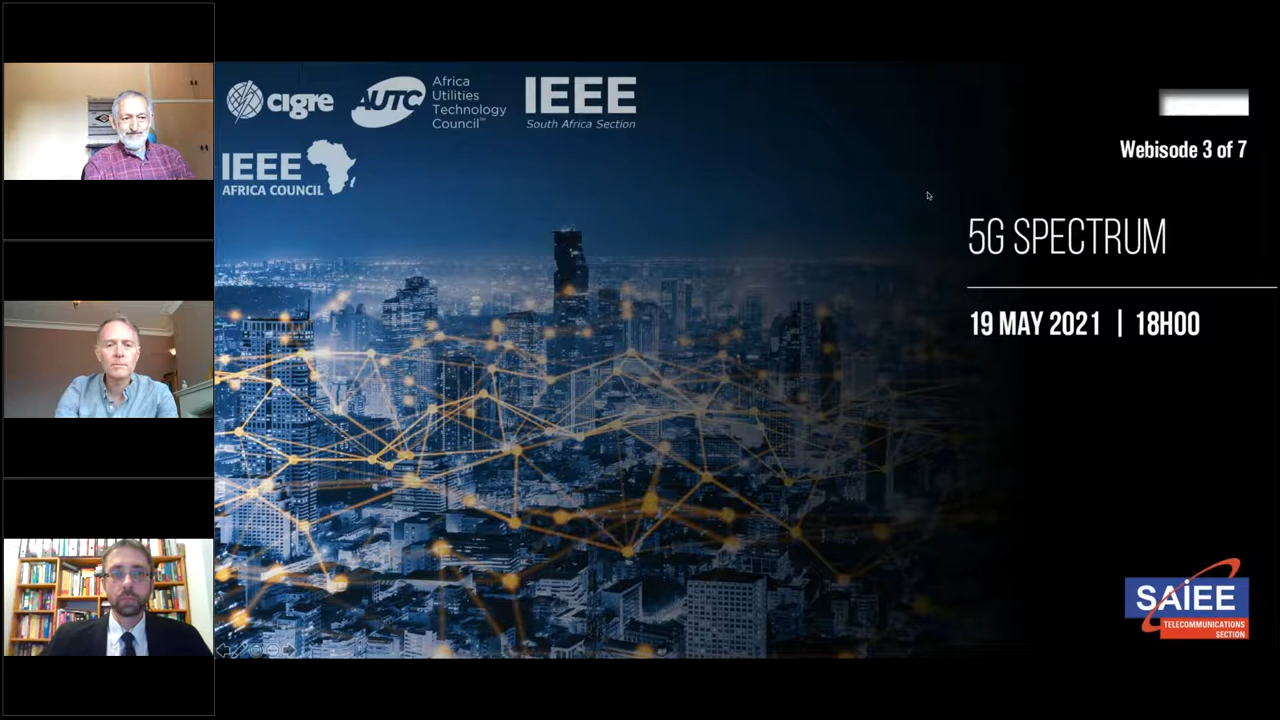 cigre
AUTC
Africa
Utilities
Technology
Council™
IEEE
South Africa Section
IEEE
AFRICA COUNCIL
Webisode 3 of 7
5G SPECTRUM
19 MAY 2021 | 18H00
SAiEE
TELECOMMUNICATIONS
SECTION